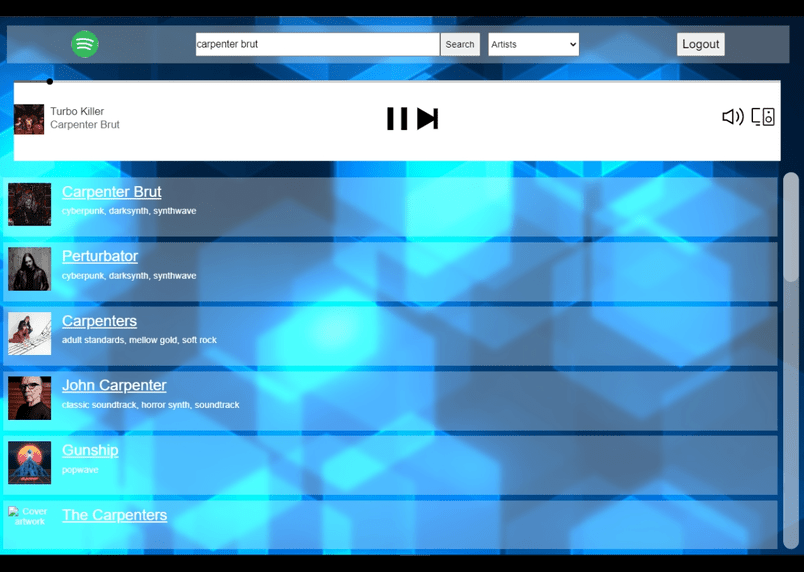 carpenter brut
Search
Artists
Logout
Turbo Killer
Carpenter Brut
Carpenter Brut
cyberpunk, darksynth, synthwave
Perturbator
cyberpunk, darksynth, synthwave
Carpenters
adult standards, mellow gold, soft rock
John Carpenter
classic soundtrack, horror synth, soundtrack
Gunship
popwave
Cover
artwork
The Carpenters